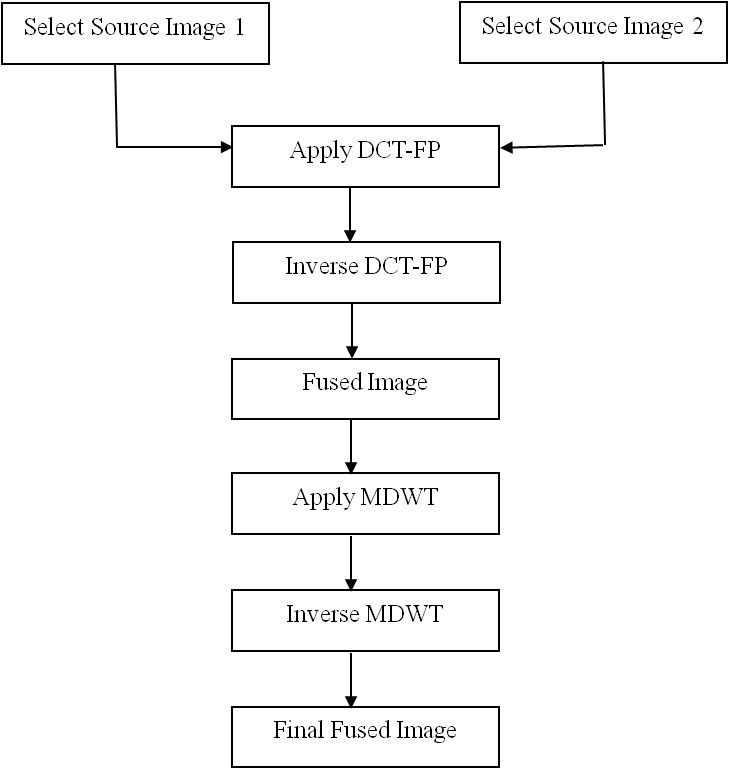 Select Source Image 1
Select Source Image 2
Apply DCT-FP
Inverse DCT-FP
Fused Image
Apply MDWT
Inverse MDWT
Final Fused Image